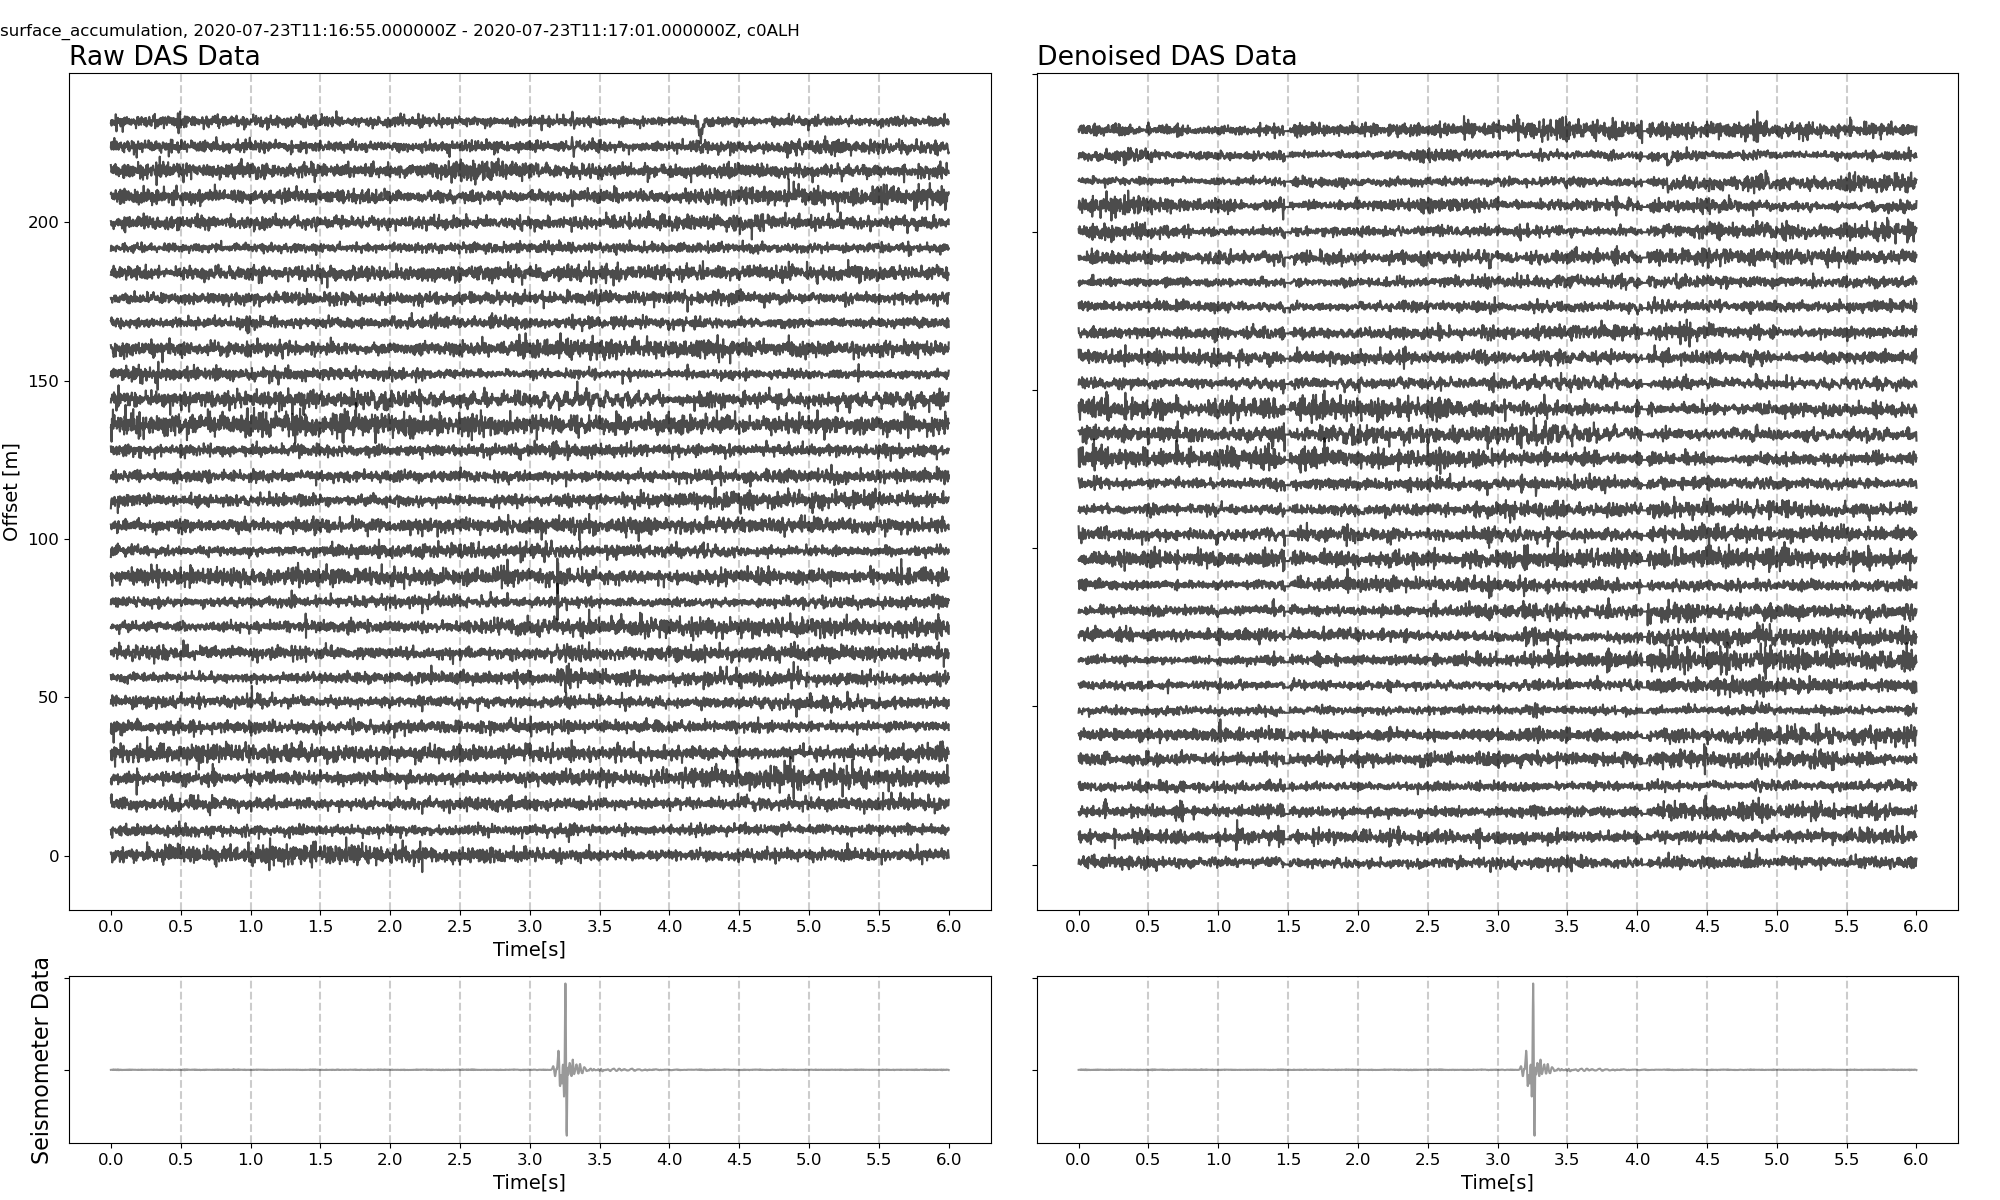 surface_accumulation, 2020-07-23T11:16:55.000000Z - 2020-07-23T11:17:01.000000Z, c0ALH
Raw DAS Data
Denoised DAS Data
Offset [m]
200
150
100
50
0
0.0 0.5 1.0 1.5 2.0 2.5 3.0 3.5 4.0 4.5 5.0 5.5 6.0
Time[s]
0.0 0.5 1.0 1.5 2.0 2.5 3.0 3.5 4.0 4.5 5.0 5.5 6.0
Seismometer Data
0.0 0.5 1.0 1.5 2.0 2.5 3.0 3.5 4.0 4.5 5.0 5.5 6.0
Time[s]
0.0 0.5 1.0 1.5 2.0 2.5 3.0 3.5 4.0 4.5 5.0 5.5 6.0
Time[s]